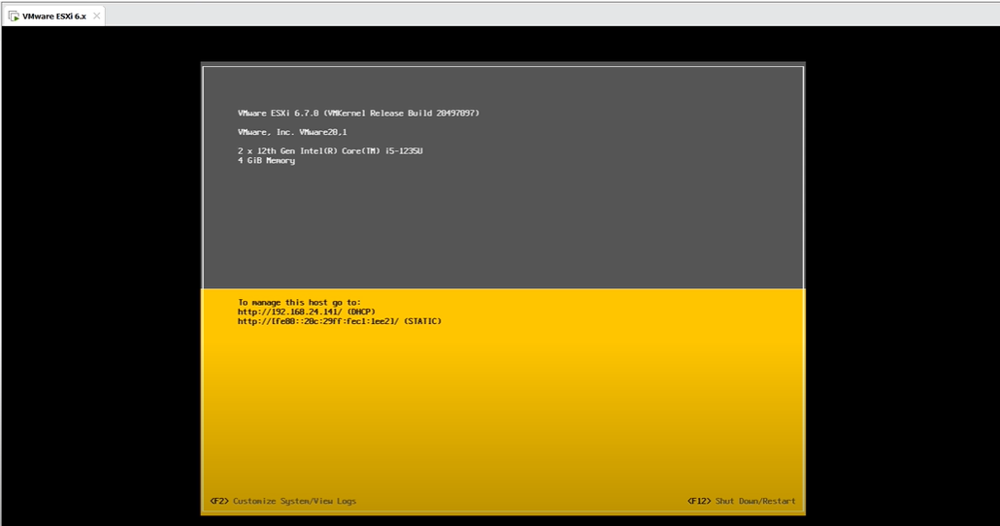 VMware ESXi 6.x
VMware ESXi 6.7.0 (VMKernel Release Build 20497097)
VMware, Inc. VMware20,1
2 x 12th Gen Intel(R) Core(TM) i5-1235U
4 GiB Memory
To manage this host go to:
http://192.168.24.141/ (DHCP)
http://[fe80::20c:29ff:fec1:1ee2]/ (STATIC)
<F2> Customize System/View Logs
<F12> Shut Down/Restart